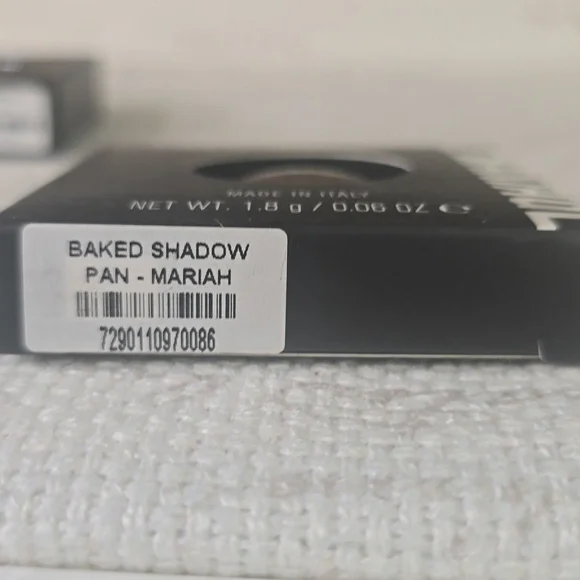 MADE IN ITALY
NET WT. 1.8 g / 0.06 OZ e
BAKED SHADOW
PAN - MARIAH
7290110970086